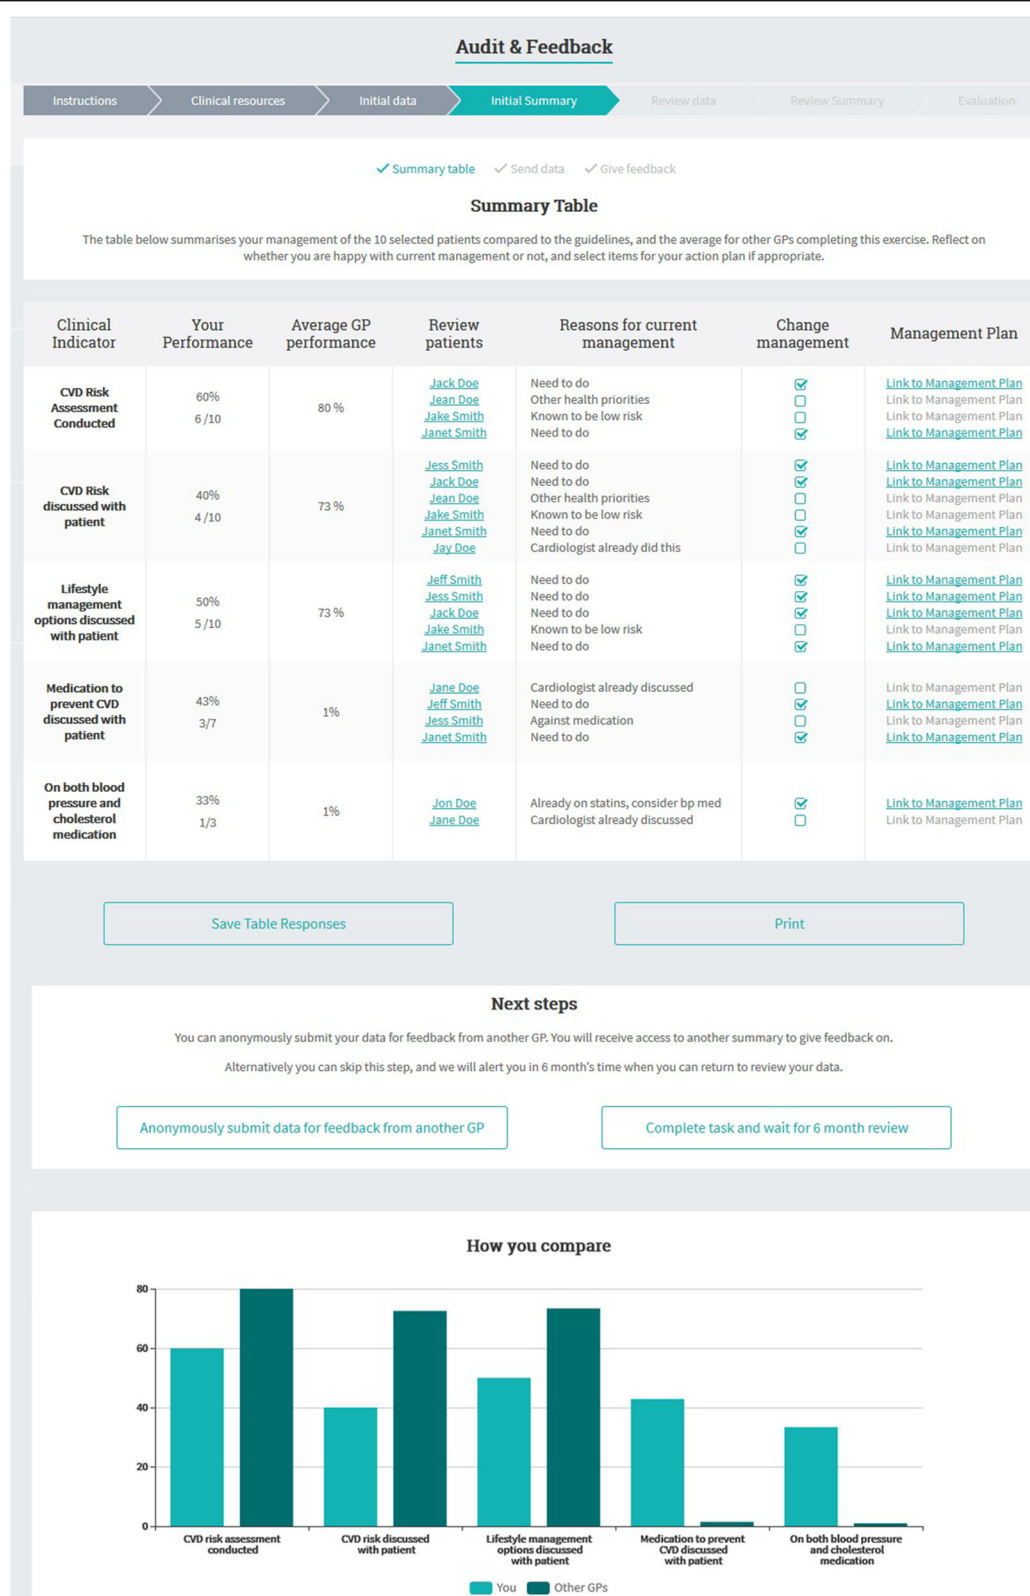 Audit & Feedback
Instructions
Clinical resources
Initial data
Initial Summary
Review data
Review Summary
Evaluation
Summary table
Send data
Give feedback
Summary Table
The table below summarises your management of the 10 selected patients compared to the guidelines, and the average for other GPs completing this exercise. Reflect on
whether you are happy with current management or not, and select items for your action plan if appropriate.
Clinical Indicator
Your Performance
Average GP performance
Review patients
Reasons for current management
Change management
Management Plan
CVD Risk Assessment Conducted
60%
6 /10
80 %
Jack Doe Need to do Link to Management Plan
Jean Doe Other health priorities Link to Management Plan
Jake Smith Known to be low risk Link to Management Plan
Janet Smith Need to do Link to Management Plan
CVD Risk discussed with patient
40%
4 /10
73 %
Jess Smith Need to do Link to Management Plan
Jack Doe Need to do Link to Management Plan
Jean Doe Other health priorities Link to Management Plan
Jake Smith Known to be low risk Link to Management Plan
Janet Smith Need to do Link to Management Plan
Jay Doe Cardiologist already did this Link to Management Plan
Lifestyle management options discussed with patient
50%
5 /10
73 %
Jeff Smith Need to do Link to Management Plan
Jess Smith Need to do Link to Management Plan
Jack Doe Need to do Link to Management Plan
Jake Smith Known to be low risk Link to Management Plan
Janet Smith Need to do Link to Management Plan
Medication to prevent CVD discussed with patient
43%
3/7
1%
Jane Doe Cardiologist already discussed Link to Management Plan
Jeff Smith Need to do Link to Management Plan
Jess Smith Against medication Link to Management Plan
Janet Smith Need to do Link to Management Plan
On both blood pressure and cholesterol medication
33%
1/3
1%
Jon Doe Already on statins, consider bp med Link to Management Plan
Jane Doe Cardiologist already discussed Link to Management Plan
Save Table Responses
Print
Next steps
You can anonymously submit your data for feedback from another GP. You will receive access to another summary to give feedback on.
Alternatively you can skip this step, and we will alert you in 6 month's time when you can return to review your data.
Anonymously submit data for feedback from another GP
Complete task and wait for 6 month review
How you compare
80
60
40
20
0
CVD risk assessment conducted
CVD risk discussed with patient
Lifestyle management options discussed with patient
Medication to prevent CVD discussed with patient
On both blood pressure and cholesterol medication
You
Other GPs